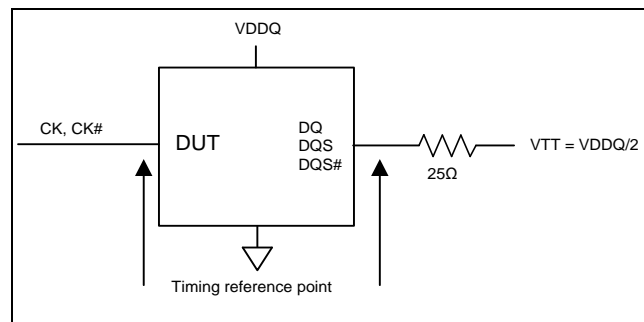 VDDQ
CK, CK#
DUT
DQ
DQS
DQS#
25Ω
VTT = VDDQ/2
Timing reference point